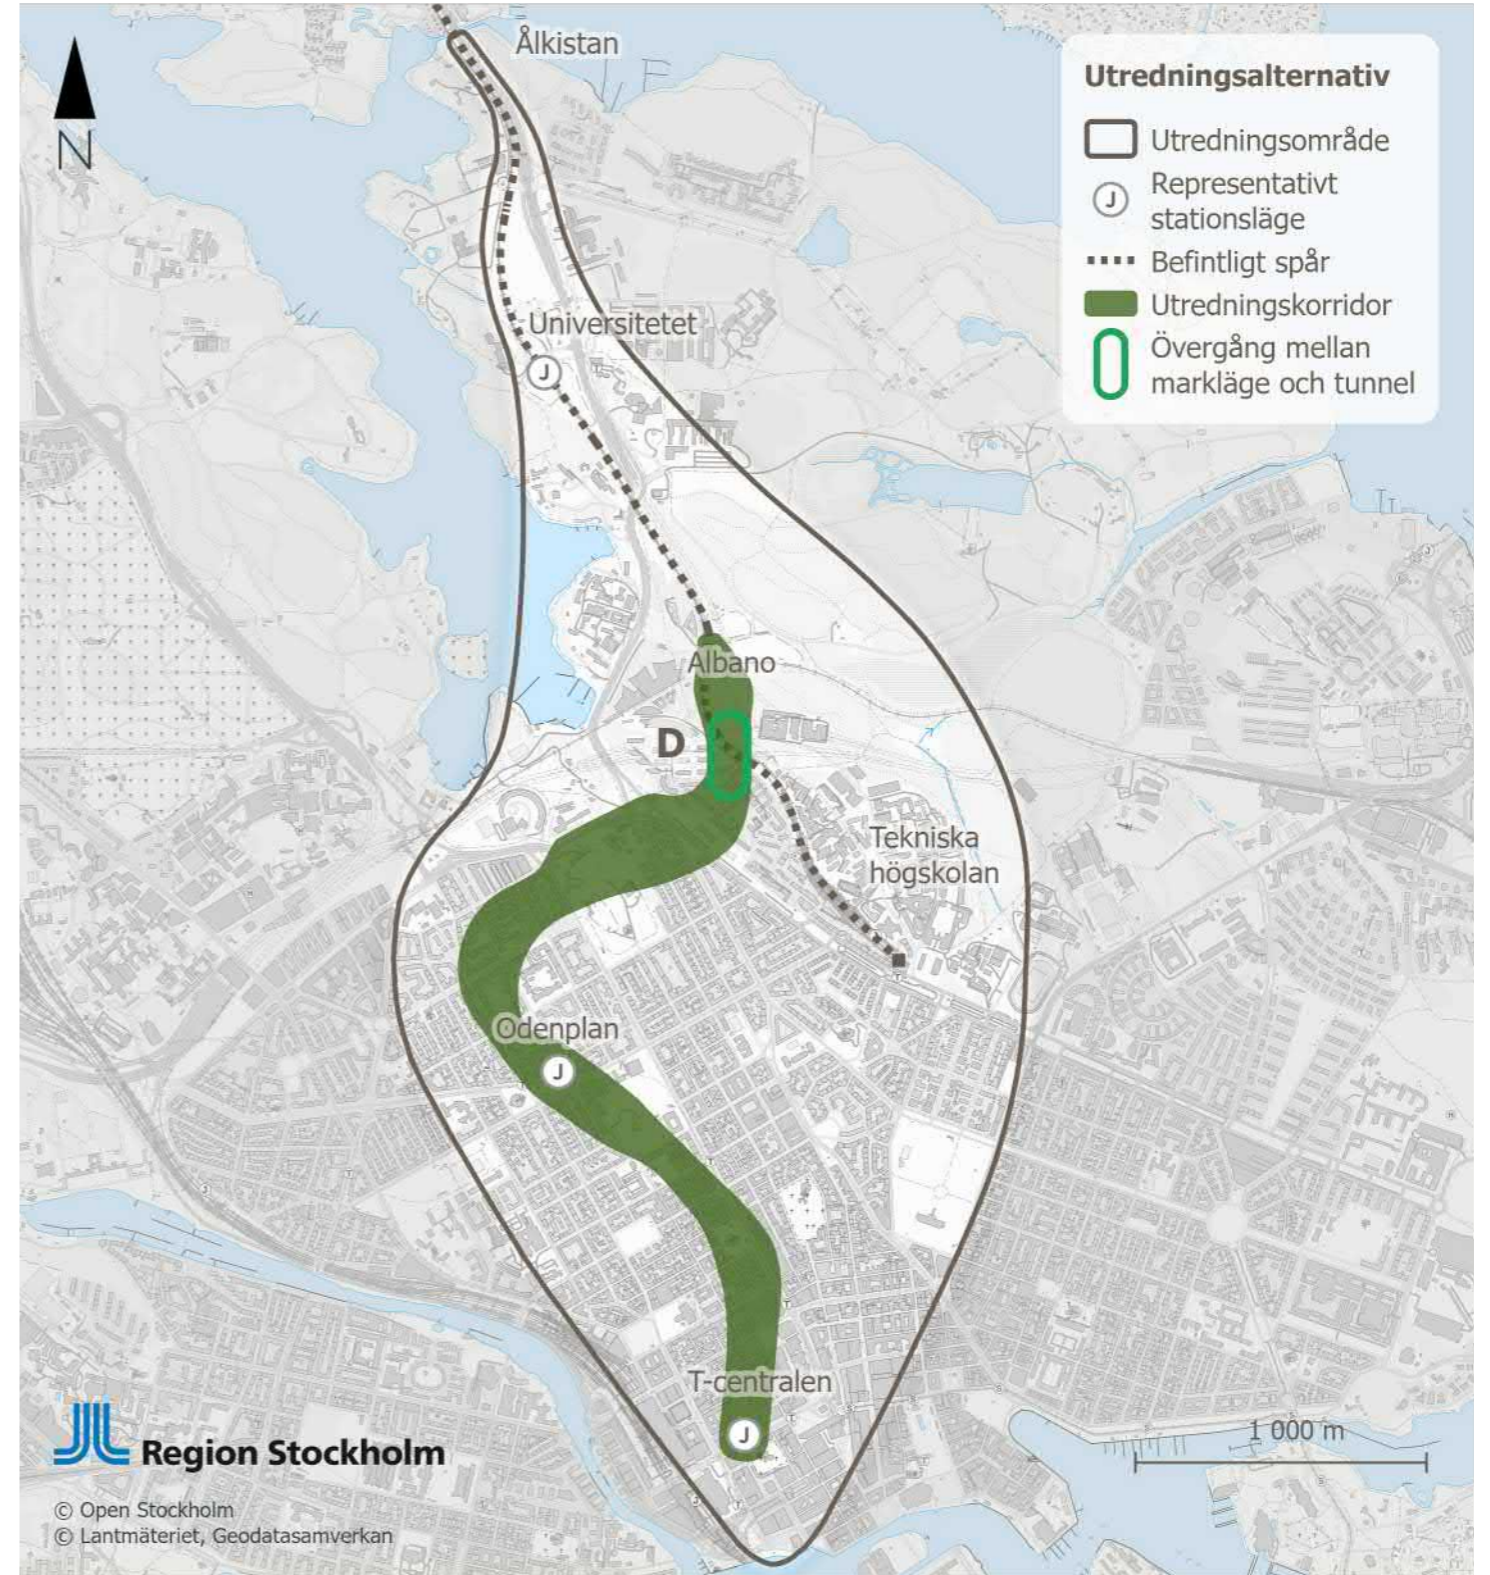 Ålkistan
Utredningsalternativ
Utredningsområde
J
Representativt
stationsläge
Befintligt spår
Utredningskorridor
Övergång mellan
markläge och tunnel
N
Universitetet
J
Albano
D
Tekniska
högskolan
Odenplan
J
T-centralen
J
1 000 m
Region Stockholm
© Open Stockholm
© Lantmäteriet, Geodatasamverkan